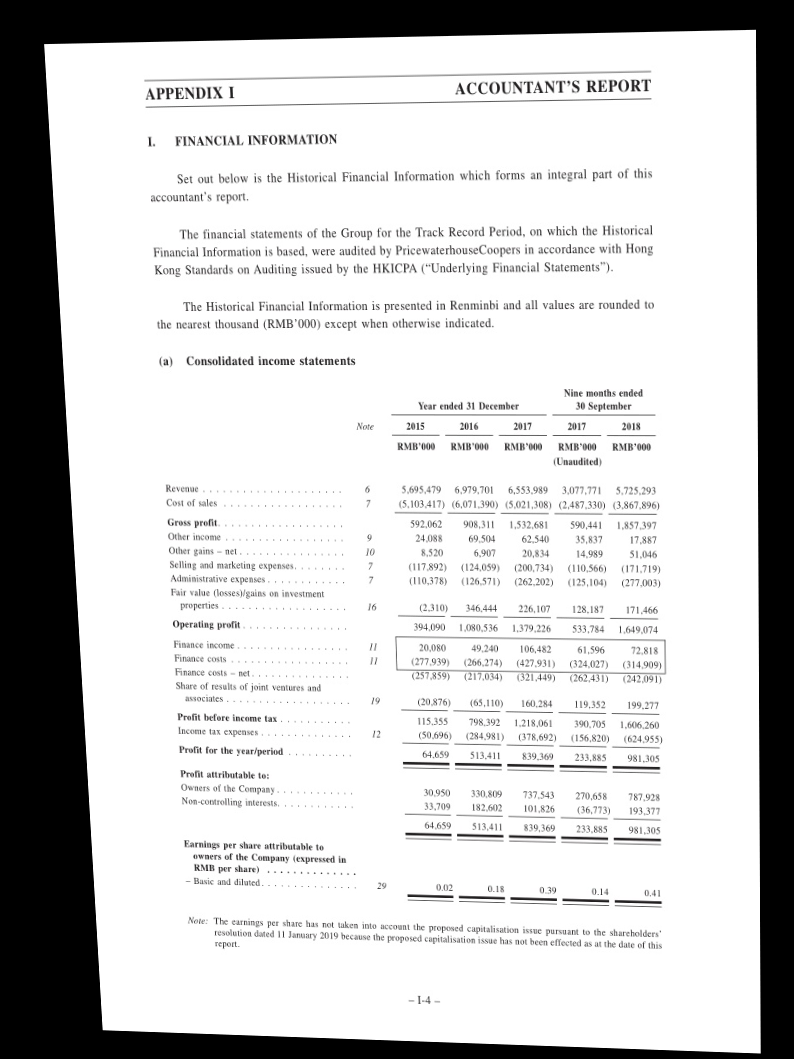 APPENDIX I ACCOUNTANT'S REPORT
I. FINANCIAL INFORMATION
Set out below is the Historical Financial Information which forms an integral part of this
accountant's report.
The financial statements of the Group for the Track Record Period, on which the Historical
Financial Information is based, were audited by PricewaterhouseCoopers in accordance with Hong
Kong Standards on Auditing issued by the HKICPA (“Underlying Financial Statements”).
The Historical Financial Information is presented in Renminbi and all values are rounded to
the nearest thousand (RMB'000) except when otherwise indicated.
(a) Consolidated income statements
Nine months ended
Year ended 31 December 30 September
Note 2015 2016 2017 2017 2018
RMB'000 RMB'000 RMB'000 RMB'000 RMB'000
(Unaudited)
Revenue . . . . . . . . . . . . . . . . . . . . . 6 5,695,479 6,979,701 6,553,989 3,077,771 5,725,293
Cost of sales . . . . . . . . . . . . . . . . . . 7 (5,103,417) (6,071,390) (5,021,308) (2,487,330) (3,867,896)
Gross profit. . . . . . . . . . . . . . . . . . . 592,062 908,311 1,532,681 590,441 1,857,397
Other income . . . . . . . . . . . . . . . . . . 9 24,088 69,504 62,540 35,837 17,887
Other gains – net . . . . . . . . . . . . . . . . 10 8,520 6,907 20,834 14,989 51,046
Selling and marketing expenses. . . . . . . . 7 (117,892) (124,059) (200,734) (110,566) (171,719)
Administrative expenses . . . . . . . . . . . . 7 (110,378) (126,571) (262,202) (125,104) (277,003)
Fair value (losses)/gains on investment
properties . . . . . . . . . . . . . . . . . . . 16 (2,310) 346,444 226,107 128,187 171,466
Operating profit . . . . . . . . . . . . . . . . 394,090 1,080,536 1,379,226 533,784 1,649,074
Finance income . . . . . . . . . . . . . . . . . 11 20,080 49,240 106,482 61,596 72,818
Finance costs . . . . . . . . . . . . . . . . . . 11 (277,939) (266,274) (427,931) (324,027) (314,909)
Finance costs – net . . . . . . . . . . . . . . . (257,859) (217,034) (321,449) (262,431) (242,091)
Share of results of joint ventures and
associates . . . . . . . . . . . . . . . . . . . 19 (20,876) (65,110) 160,284 119,352 199,277
Profit before income tax . . . . . . . . . . . 115,355 798,392 1,218,061 390,705 1,606,260
Income tax expenses . . . . . . . . . . . . . . 12 (50,696) (284,981) (378,692) (156,820) (624,955)
Profit for the year/period . . . . . . . . . . 64,659 513,411 839,369 233,885 981,305
Profit attributable to:
Owners of the Company . . . . . . . . . . . . 30,950 330,809 737,543 270,658 787,928
Non-controlling interests. . . . . . . . . . . . 33,709 182,602 101,826 (36,773) 193,377
64,659 513,411 839,369 233,885 981,305
Earnings per share attributable to
owners of the Company (expressed in
RMB per share) . . . . . . . . . . . . . .
– Basic and diluted . . . . . . . . . . . . . . . 29 0.02 0.18 0.39 0.14 0.41
Note: The earnings per share has not taken into account the proposed capitalisation issue pursuant to the shareholders'
resolution dated 11 January 2019 because the proposed capitalisation issue has not been effected as at the date of this
report.
– I-4 –